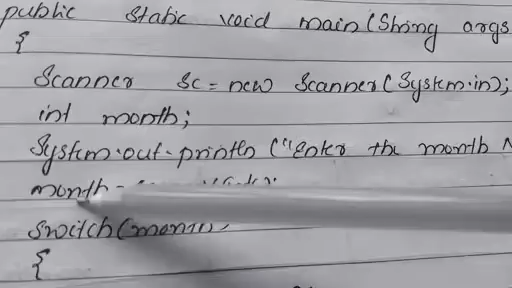 public static void main(String args
{
Scanner sc = new Scanner(System.in);
int month;
System.out.println("Enter the month N
month =
switch(month
{